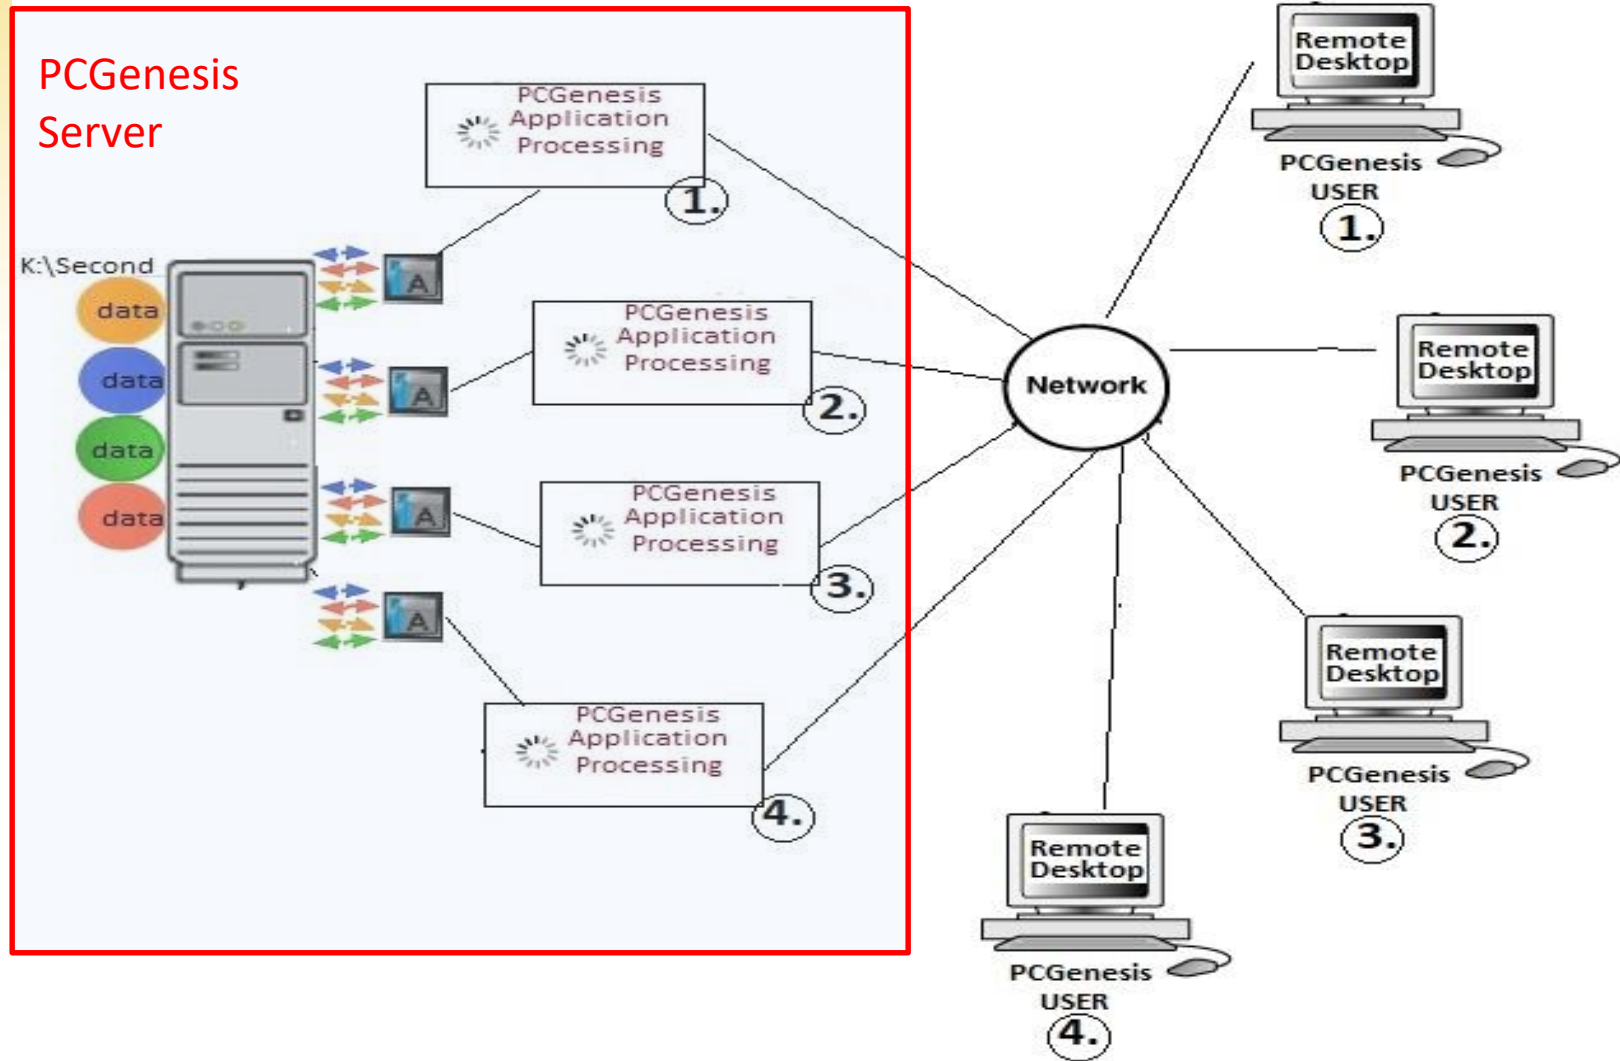 PCGenesis
Server
PCGenesis
Application
Processing
1.
K:\Second
data
data
data
data
A
PCGenesis
Application
Processing
2.
A
PCGenesis
Application
Processing
3.
A
PCGenesis
Application
Processing
4.
A
Network
Remote
Desktop
PCGenesis
USER
1.
Remote
Desktop
PCGenesis
USER
2.
Remote
Desktop
PCGenesis
USER
3.
Remote
Desktop
PCGenesis
USER
4.